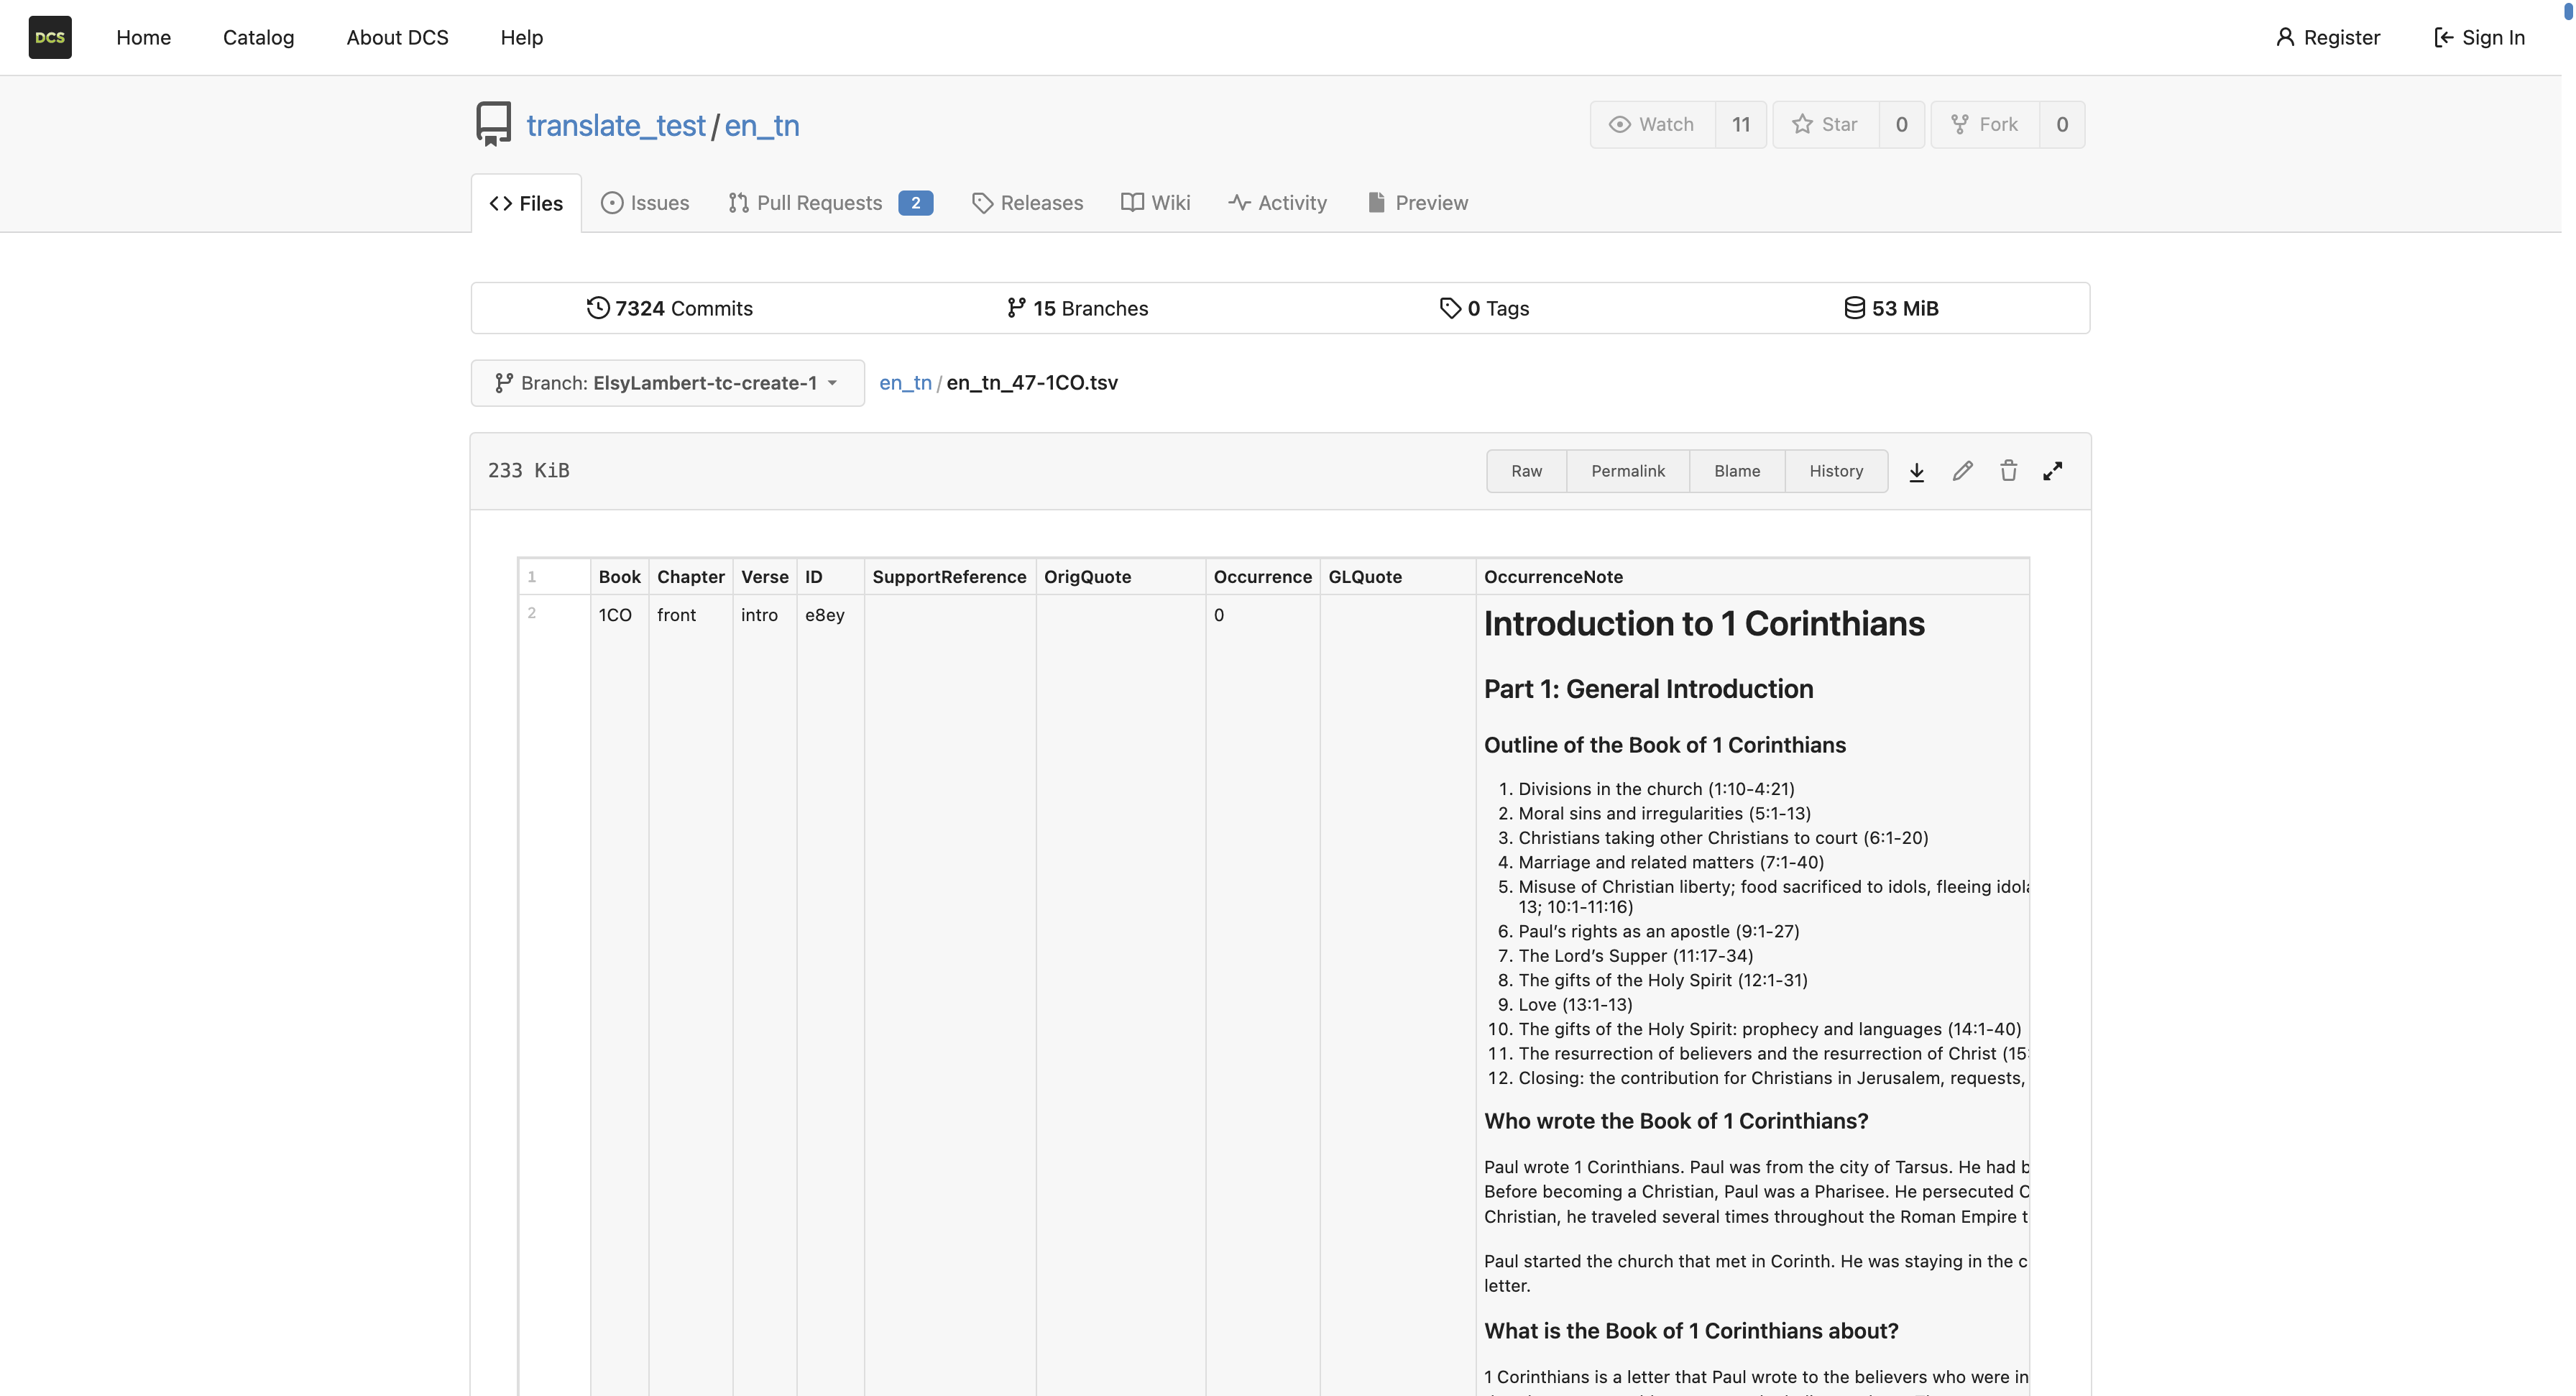 DCS Home Catalog About DCS Help Register Sign In
translate_test / en_tn Watch 11 Star 0 Fork 0
Files Issues Pull Requests 2 Releases Wiki Activity Preview
7324 Commits 15 Branches 0 Tags 53 MiB
Branch: ElsyLambert-tc-create-1 en_tn / en_tn_47-1CO.tsv
233 KiB Raw Permalink Blame History
1 Book Chapter Verse ID SupportReference OrigQuote Occurrence GLQuote OccurrenceNote
2 1CO front intro e8ey 0 Introduction to 1 Corinthians
Part 1: General Introduction
Outline of the Book of 1 Corinthians
1. Divisions in the church (1:10-4:21)
2. Moral sins and irregularities (5:1-13)
3. Christians taking other Christians to court (6:1-20)
4. Marriage and related matters (7:1-40)
5. Misuse of Christian liberty; food sacrificed to idols, fleeing
13; 10:1-11:16)
6. Paul's rights as an apostle (9:1-27)
7. The Lord's Supper (11:17-34)
8. The gifts of the Holy Spirit (12:1-31)
9. Love (13:1-13)
10. The gifts of the Holy Spirit: prophecy and languages (14:1-40)
11. The resurrection of believers and the resurrection of Christ (15:
12. Closing: the contribution for Christians in Jerusalem, requests,
Who wrote the Book of 1 Corinthians?
Paul wrote 1 Corinthians. Paul was from the city of Tarsus. He had
Before becoming a Christian, Paul was a Pharisee. He persecuted
Christian, he traveled several times throughout the Roman Empire
Paul started the church that met in Corinth. He was staying in the
letter.
What is the Book of 1 Corinthians about?
1 Corinthians is a letter that Paul wrote to the believers who were in